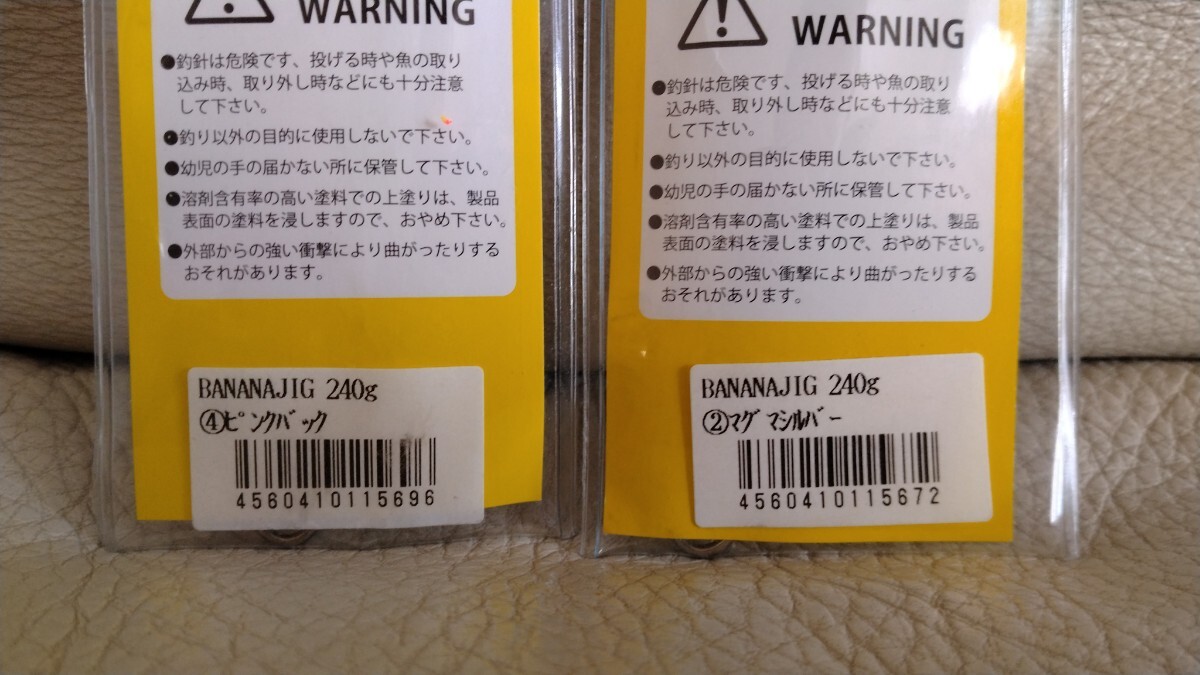 WARNING
●釣針は危険です、投げる時や魚の取り
込み時、取り外し時などにも十分注意
して下さい。
●釣り以外の目的に使用しないで下さい。
●幼児の手の届かない所に保管して下さい。
●溶剤含有率の高い塗料での上塗りは、製品
表面の塗料を浸しますので、おやめ下さい。
●外部からの強い衝撃により曲がったりする
おそれがあります。
BANANAJIG 240g
④ﾋﾟﾝｸﾊﾞｯｸ
4560410115696
WARNING
●釣針は危険です、投げる時や魚の取り
込み時、取り外し時などにも十分注意
して下さい。
●釣り以外の目的に使用しないで下さい。
●幼児の手の届かない所に保管して下さい。
●溶剤含有率の高い塗料での上塗りは、製品
表面の塗料を浸しますので、おやめ下さい。
●外部からの強い衝撃により曲がったりする
おそれがあります。
BANANAJIG 240g
②ﾏｸﾞﾏｼﾙﾊﾞｰ
4560410115672